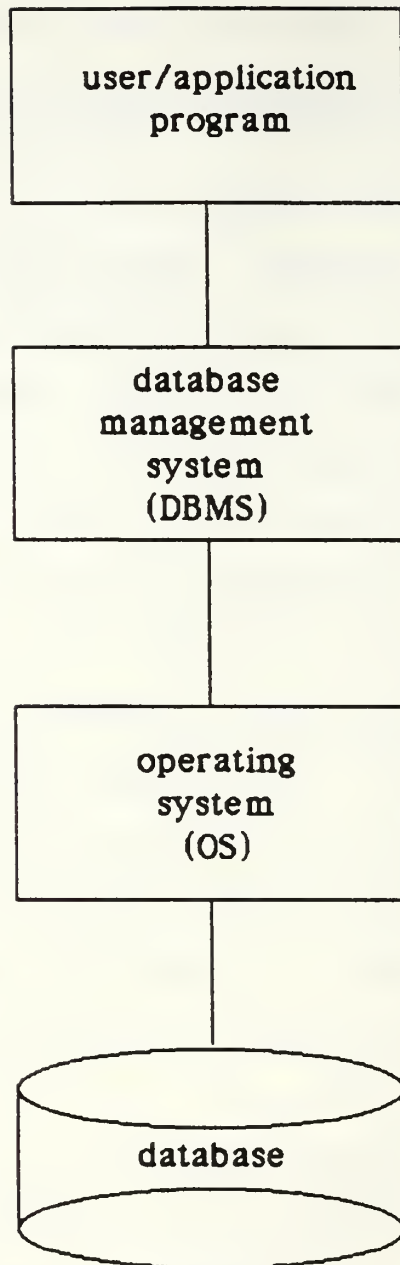 user/application
program
database
management
system
(DBMS)
operating
system
(OS)
database